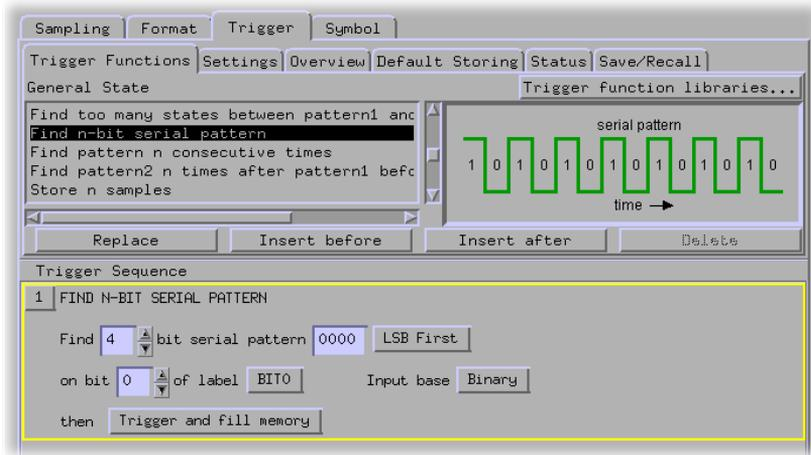 Sampling Format Trigger Symbol
Trigger Functions Settings Overview Default Storing Status Save/Recall
General State Trigger function libraries...
Find too many states between pattern1 and
Find n-bit serial pattern
Find pattern n consecutive times
Find pattern2 n times after pattern1 befo
Store n samples
serial pattern
1 0 1 0 1 0 1 0 1 0 1 0
time
Replace Insert before Insert after Delete
Trigger Sequence
1 FIND N-BIT SERIAL PATTERN
Find 4 bit serial pattern 0000 LSB First
on bit 0 of label BIT0 Input base Binary
then Trigger and fill memory